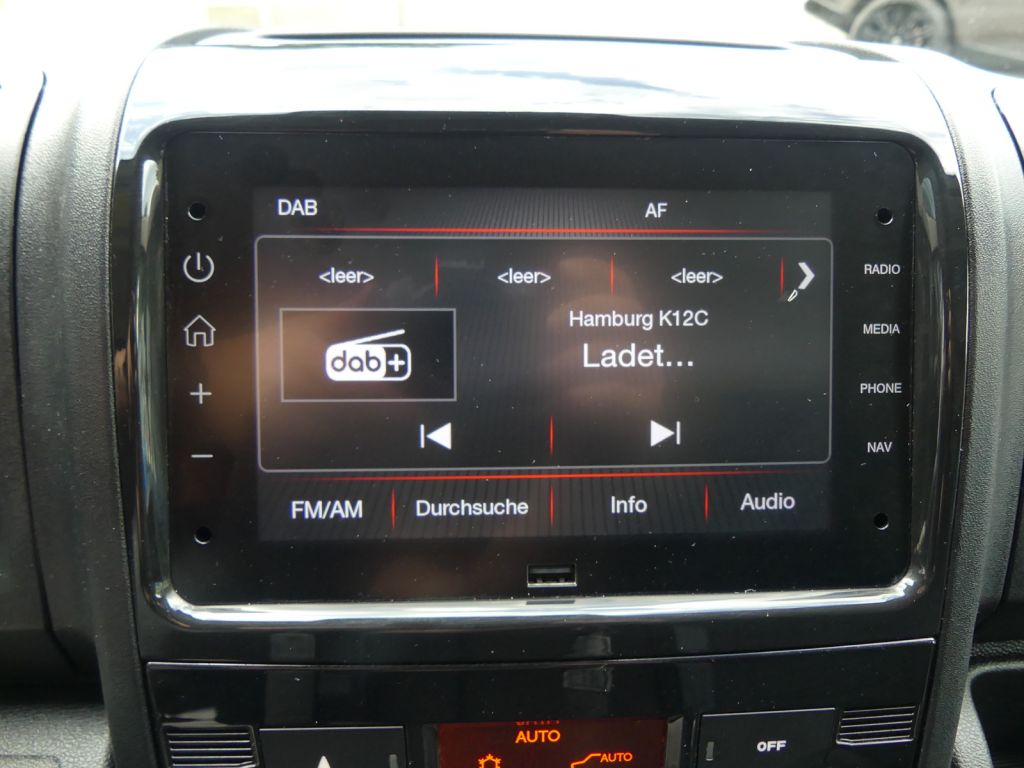 DAB AF
<leer> <leer> <leer>
RADIO
Hamburg K12C
MEDIA
Ladet...
dab+
PHONE
NAV
FM/AM Durchsuche Info Audio
AUTO
OFF
AUTO